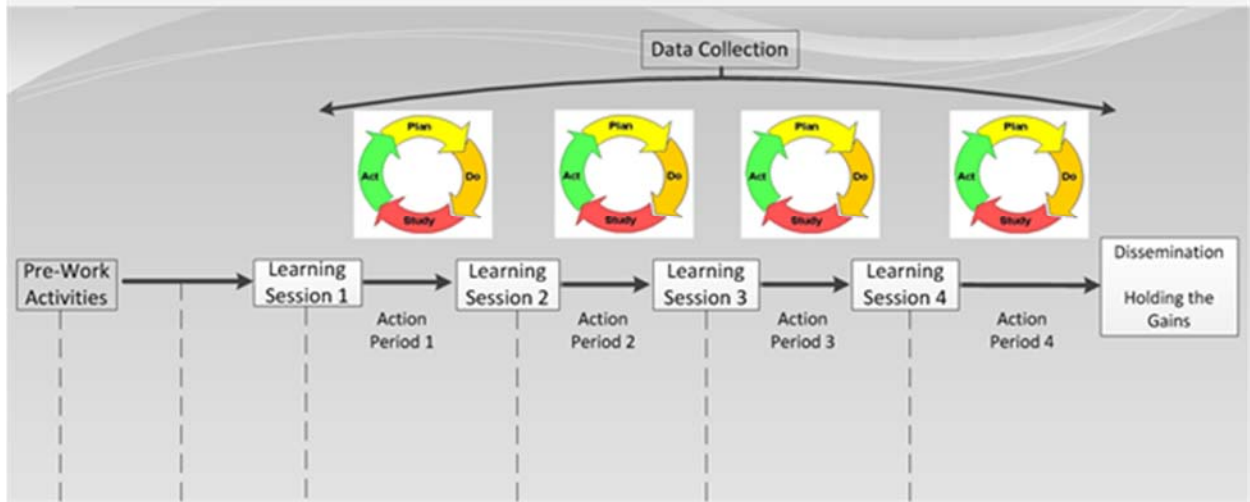 Data Collection
Plan
Do
Study
Act
Plan
Do
Study
Act
Plan
Do
Study
Act
Plan
Do
Study
Act
Pre-Work
Activities
Learning
Session 1
Action
Period 1
Learning
Session 2
Action
Period 2
Learning
Session 3
Action
Period 3
Learning
Session 4
Action
Period 4
Dissemination
Holding the
Gains